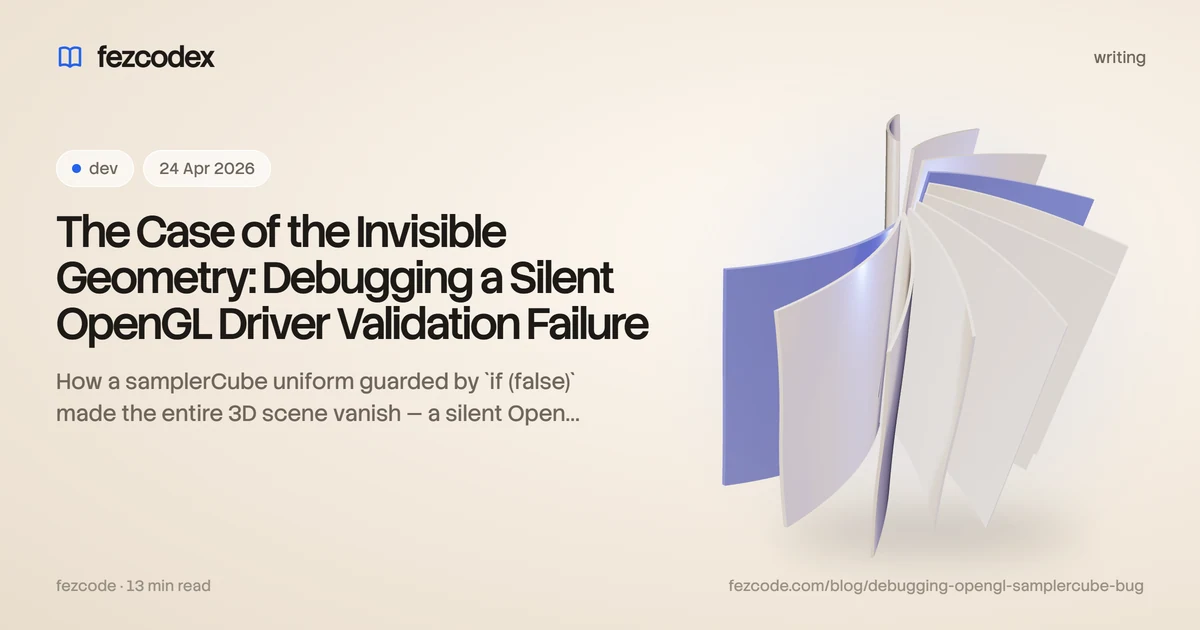 fezcodex
writing
dev
24 Apr 2026
The Case of the Invisible
Geometry: Debugging a Silent
OpenGL Driver Validation Failure
How a samplerCube uniform guarded by `if (false)`
made the entire 3D scene vanish — a silent Open...
fezcode · 13 min read
fezcode.com/blog/debugging-opengl-samplercube-bug